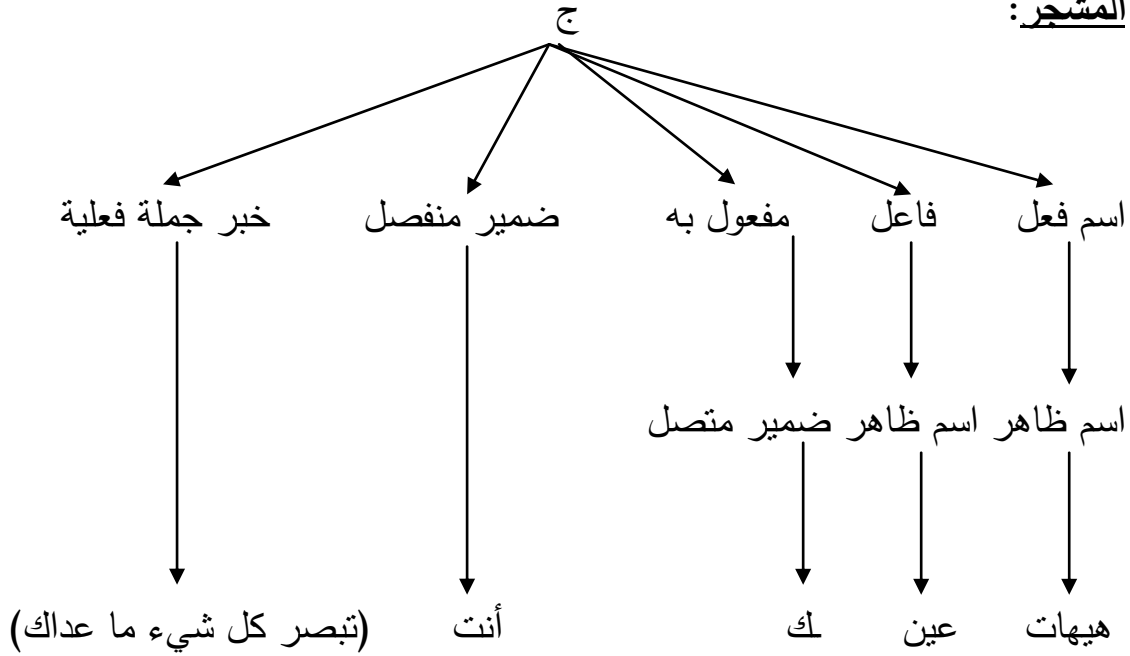 المشجر:
ج
اسم فعل فاعل مفعول به ضمير منفصل خبر جملة فعلية
اسم ظاهر اسم ظاهر ضمير متصل
هيهات عين ـك أنت (تبصر كل شيء ما عداك)